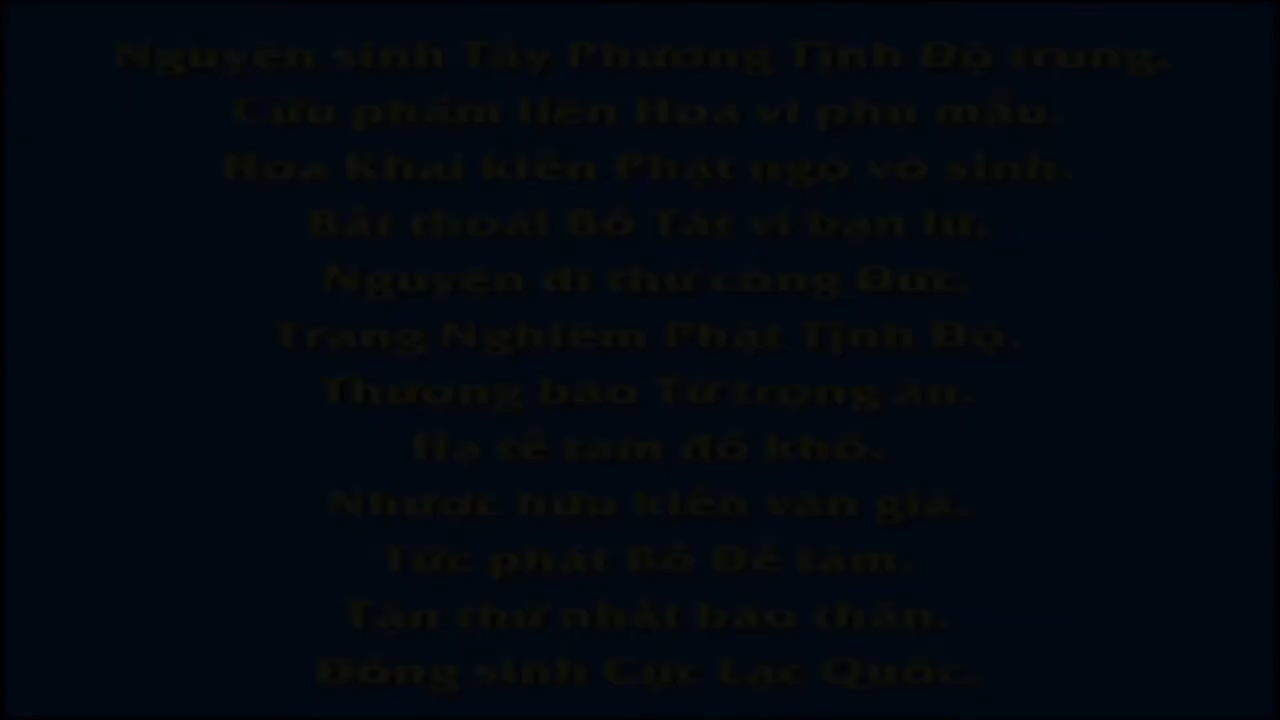 Nguyện sinh Tây Phương Tịnh Độ trung.
Cửu phẩm liên Hoa vi phụ mẫu.
Hoa Khai kiến Phật ngộ vô sinh.
Bất thoái Bồ Tát vi bạn lữ.
Nguyện dĩ thử công Đức.
Trang Nghiêm Phật Tịnh Độ.
Thượng báo Tứ trọng ân.
Hạ tề tam đồ khổ.
Nhược hữu kiến văn giả.
Tức phát Bồ Đề tâm.
Tận thử nhất báo thân.
Đồng sinh Cực Lạc Quốc.